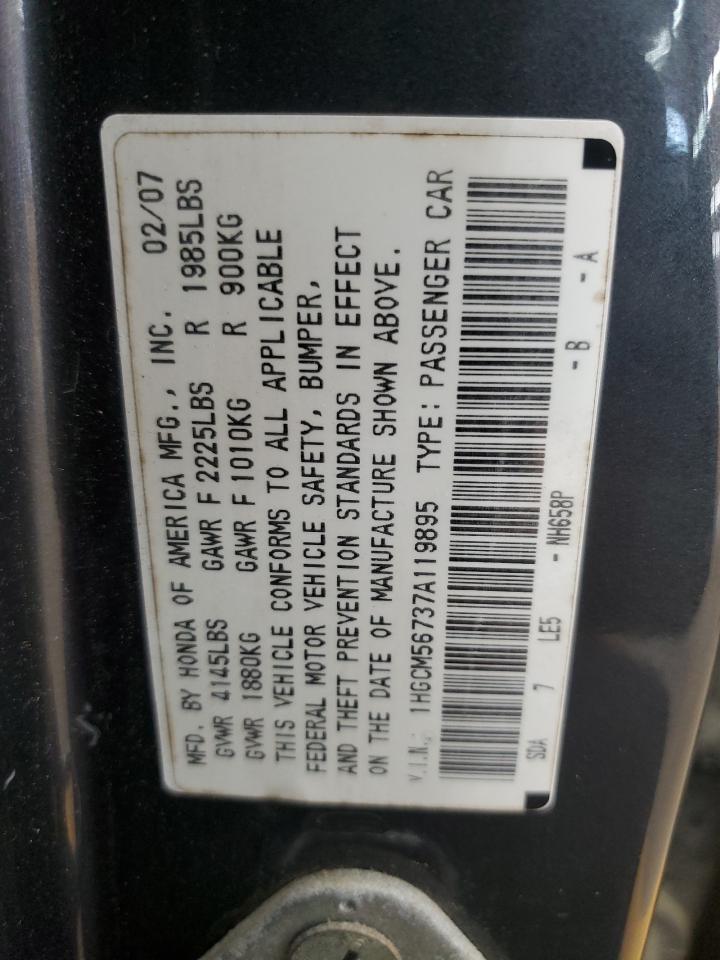 MFD. BY HONDA OF AMERICA MFG., INC. 02/07
GVWR 4145LBS GAWR F 2225LBS R 1985LBS
GVWR 1880KG GAWR F 1010KG R 900KG
THIS VEHICLE CONFORMS TO ALL APPLICABLE
FEDERAL MOTOR VEHICLE SAFETY, BUMPER,
AND THEFT PREVENTION STANDARDS IN EFFECT
ON THE DATE OF MANUFACTURE SHOWN ABOVE.
V.I.N.: 1HGCM56737A119895 TYPE: PASSENGER CAR
SDA 7 LE5 - NH658P - B - A